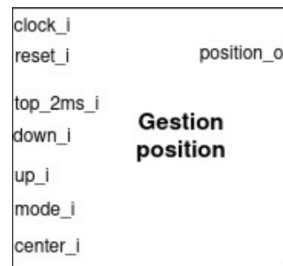 clock_i
reset_i
position_o
top_2ms_i
down_i
Gestion
position
up_i
mode_i
center_i